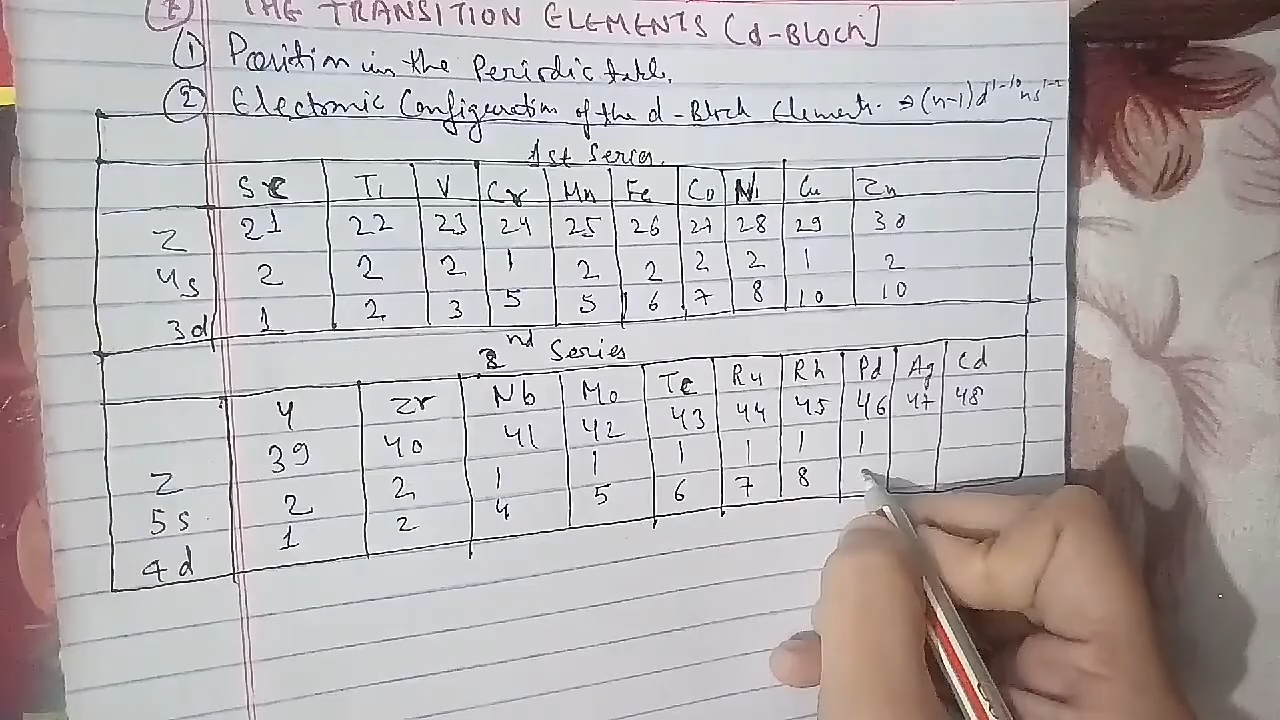 THE TRANSITION ELEMENTS (d-BLOCK]
① Position in the Periodic table.
② Electronic Configuration of the d-Block Elements. ⇒ (n-1)d¹⁻¹⁰ns¹⁻²
1st Series.
Sc Ti V Cr Mn Fe Co Ni Cu Zn
Z 21 22 23 24 25 26 27 28 29 30
4s 2 2 2 1 2 2 2 2 1 2
3d 1 2 3 5 5 6 7 8 10 10
2nd Series
Y Zr Nb Mo Tc Ru Rh Pd Ag Cd
Z 39 40 41 42 43 44 45 46 47 48
5s 2 2 1 1 1 1 1 1
4d 1 2 4 5 6 7 8